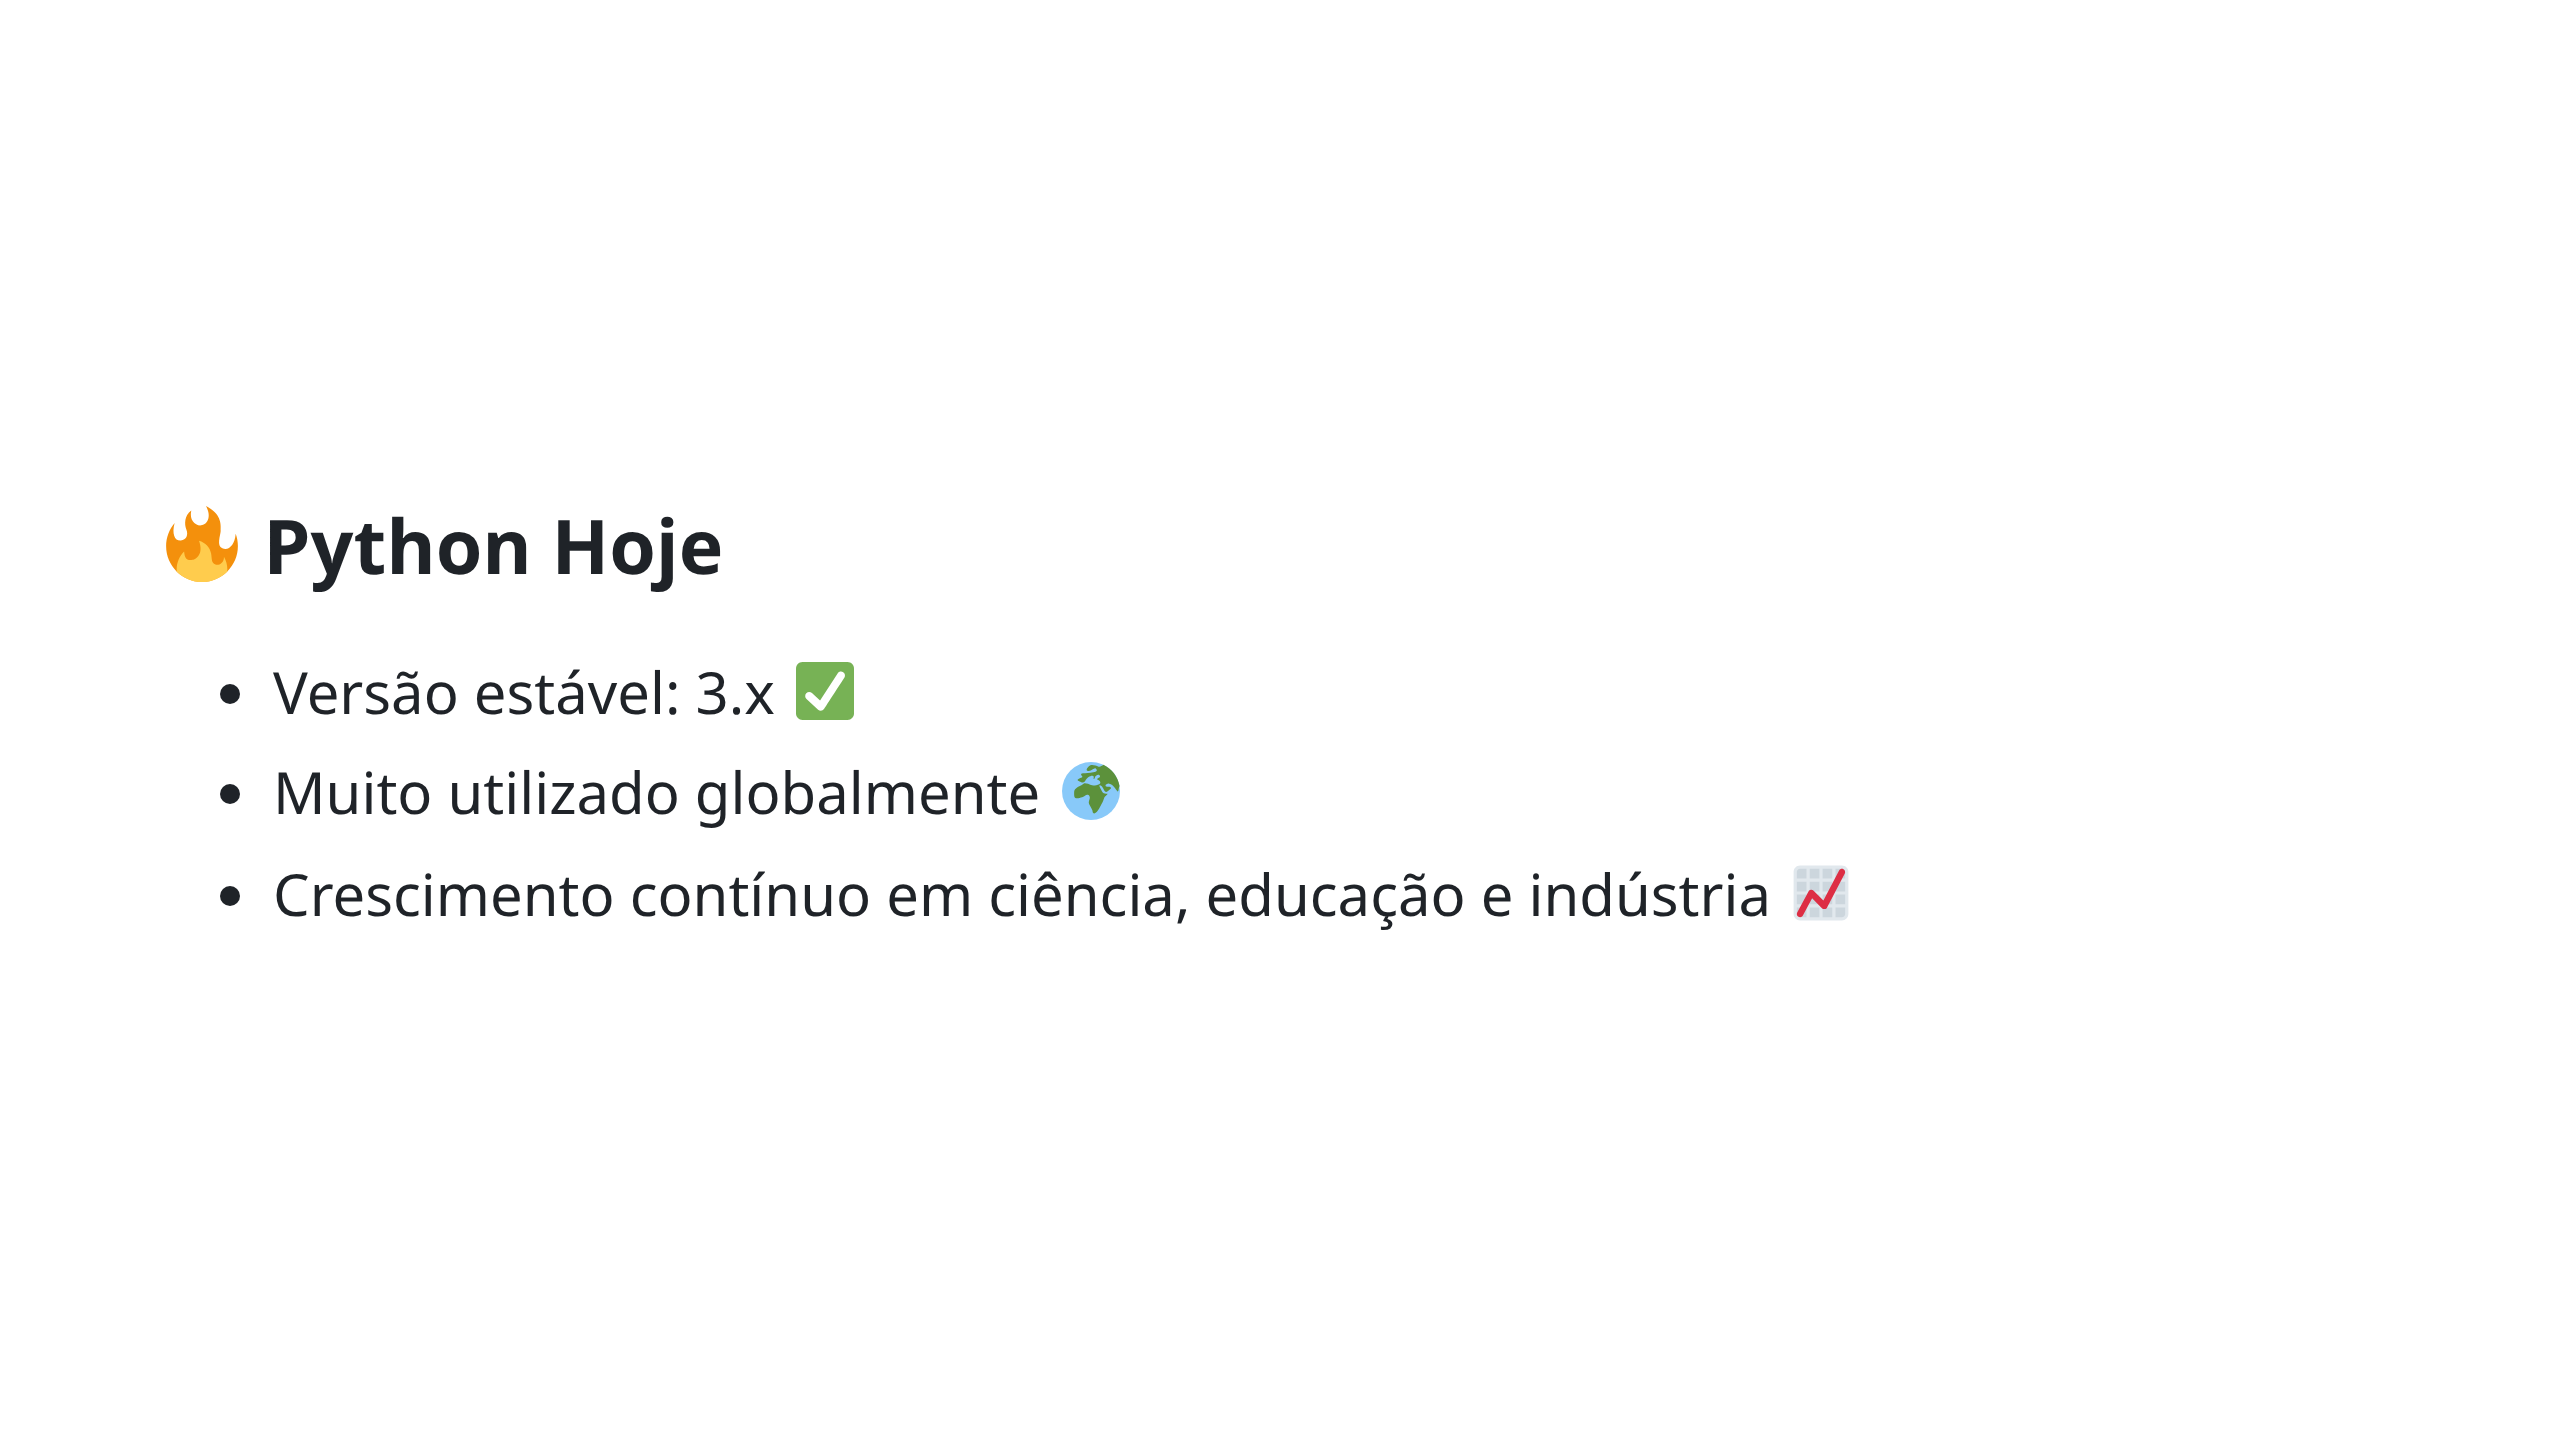 🔥 Python Hoje
• Versão estável: 3.x ✅
• Muito utilizado globalmente 🌍
• Crescimento contínuo em ciência, educação e indústria 📈